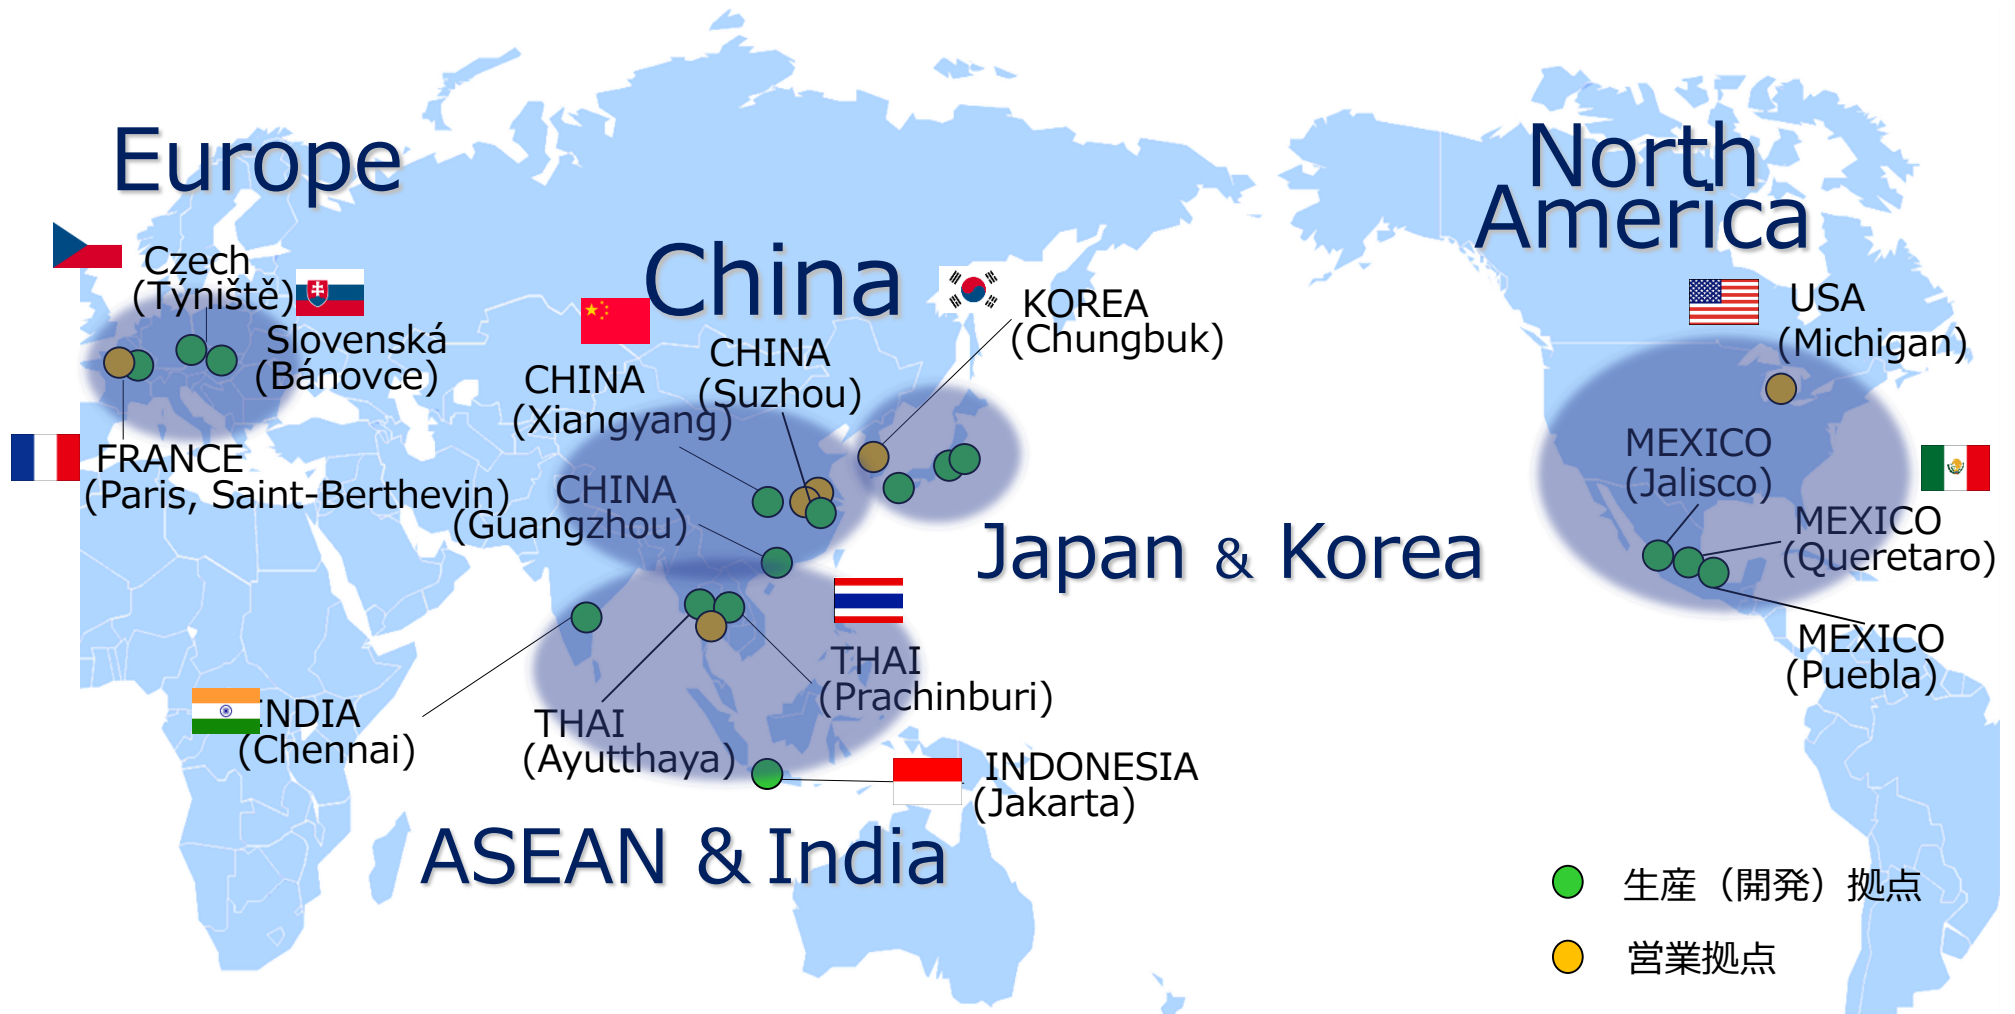 Europe
Czech
(Týniště)
Slovenská
(Bánovce)
FRANCE
(Paris, Saint-Berthevin)
China
CHINA
(Suzhou)
CHINA
(Xiangyang)
CHINA
(Guangzhou)
KOREA
(Chungbuk)
Japan & Korea
North
America
USA
(Michigan)
MEXICO
(Jalisco)
MEXICO
(Queretaro)
MEXICO
(Puebla)
INDIA
(Chennai)
THAI
(Ayutthaya)
THAI
(Prachinburi)
INDONESIA
(Jakarta)
ASEAN & India
生産（開発）拠点
営業拠点